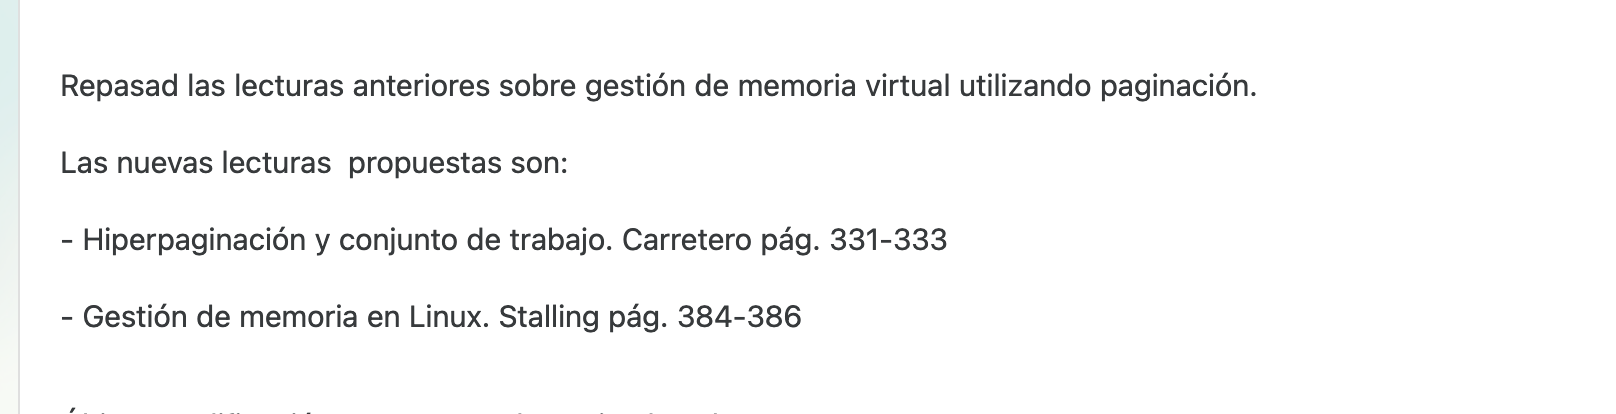 Repasad las lecturas anteriores sobre gestión de memoria virtual utilizando paginación.
Las nuevas lecturas  propuestas son:
- Hiperpaginación y conjunto de trabajo. Carretero pág. 331-333
- Gestión de memoria en Linux. Stalling pág. 384-386